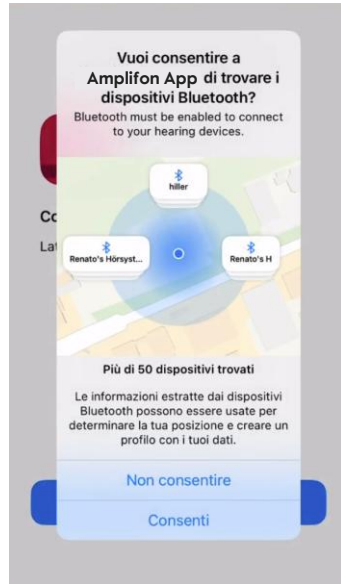 Vuoi consentire a
Amplifon App di trovare i
dispositivi Bluetooth?
Bluetooth must be enabled to connect
to your hearing devices.
hiller
Co
Lat
Renato's Hörsyst...
Renato's H
Più di 50 dispositivi trovati
Le informazioni estratte dai dispositivi
Bluetooth possono essere usate per
determinare la tua posizione e creare un
profilo con i tuoi dati.
Non consentire
Consenti